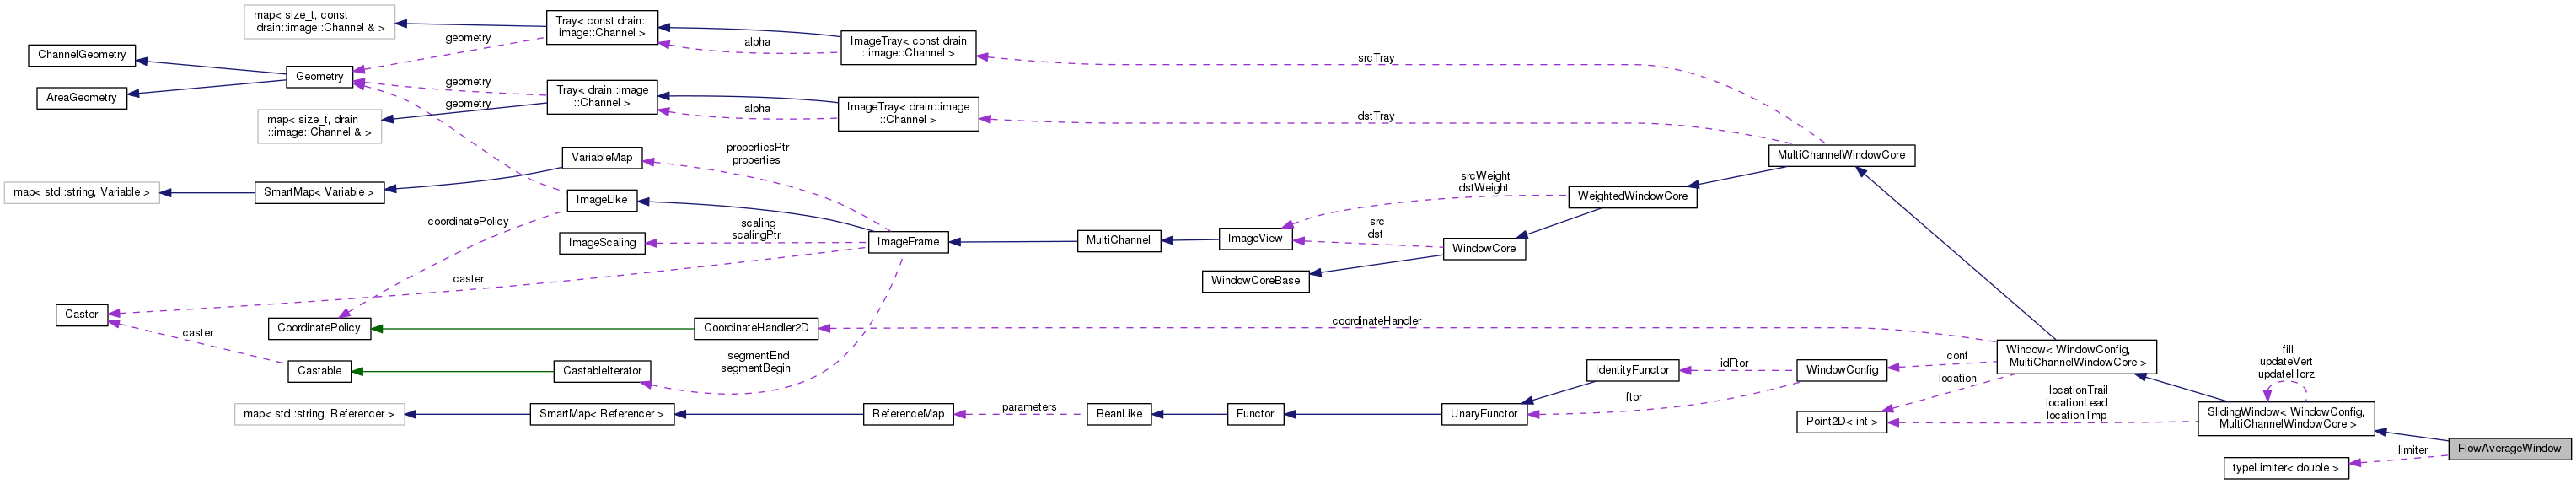 map< size_t, const
drain::image::Channel & >
Tray< const drain::
image::Channel >
ImageTray< const drain
::image::Channel >
geometry
alpha
srcTray
ChannelGeometry
Geometry
AreaGeometry
geometry
geometry
Tray< drain::image
::Channel >
alpha
ImageTray< drain::image
::Channel >
dstTray
map< size_t, drain
::image::Channel & >
propertiesPtr
properties
VariableMap
MultiChannelWindowCore
map< std::string, Variable >
SmartMap< Variable >
ImageLike
srcWeight
dstWeight
WeightedWindowCore
coordinatePolicy
scaling
scalingPtr
ImageScaling
ImageFrame
MultiChannel
ImageView
src
dst
WindowCore
WindowCoreBase
caster
Caster
caster
CoordinatePolicy
CoordinateHandler2D
coordinateHandler
Window< WindowConfig,
MultiChannelWindowCore >
segmentEnd
segmentBegin
Castable
CastableIterator
IdentityFunctor
idFtor
WindowConfig
conf
location
fill
updateVert
updateHorz
locationTrail
locationLead
locationTmp
ftor
map< std::string, Referencer >
SmartMap< Referencer >
ReferenceMap
parameters
BeanLike
Functor
UnaryFunctor
Point2D< int >
SlidingWindow< WindowConfig,
MultiChannelWindowCore >
limiter
FlowAverageWindow
typeLimiter< double >